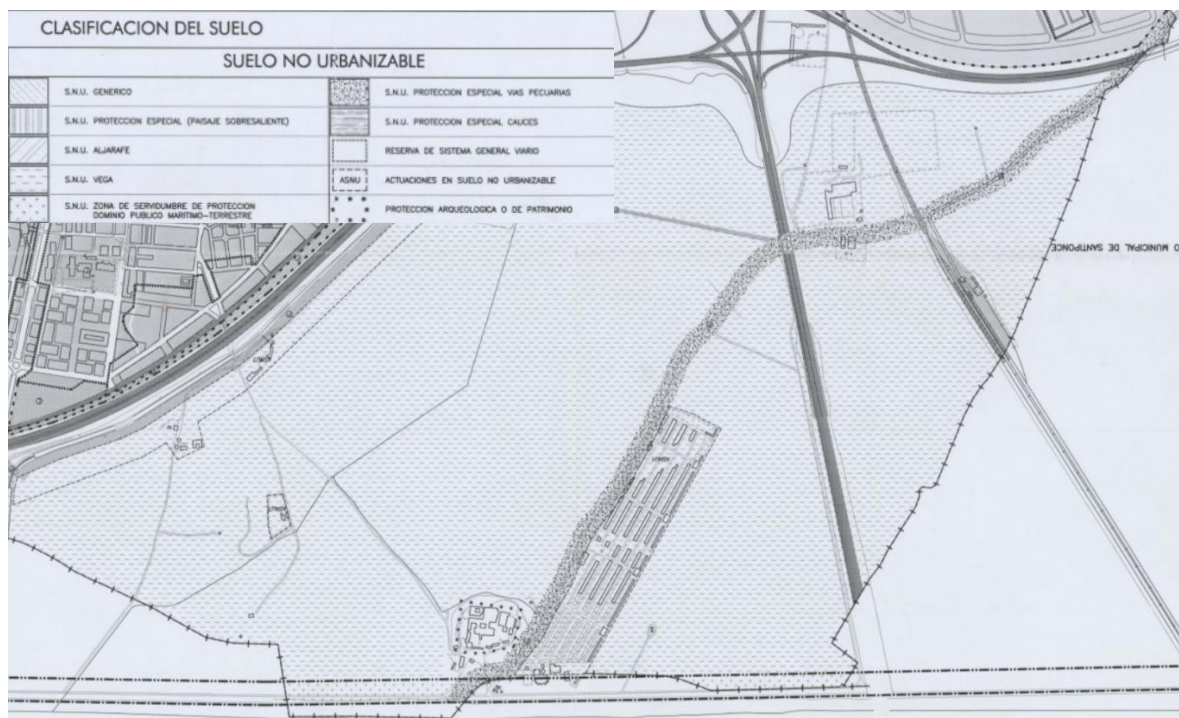 CLASIFICACION DEL SUELO
SUELO NO URBANIZABLE
S.N.U. GENERICO
S.N.U. PROTECCION ESPECIAL (PAISAJE SOBRESALIENTE)
S.N.U. ALJARAFE
S.N.U. VEGA
S.N.U. ZONA DE SERVIDUMBRE DE PROTECCION
DOMINIO PUBLICO MARITIMO-TERRESTRE
S.N.U. PROTECCION ESPECIAL VIAS PECUARIAS
S.N.U. PROTECCION ESPECIAL CAUCES
RESERVA DE SISTEMA GENERAL VIARIO
ASNU ACTUACIONES EN SUELO NO URBANIZABLE
PROTECCION ARQUEOLOGICA O DE PATRIMONIO
O MUNICIPAL DE SANTIPONCE